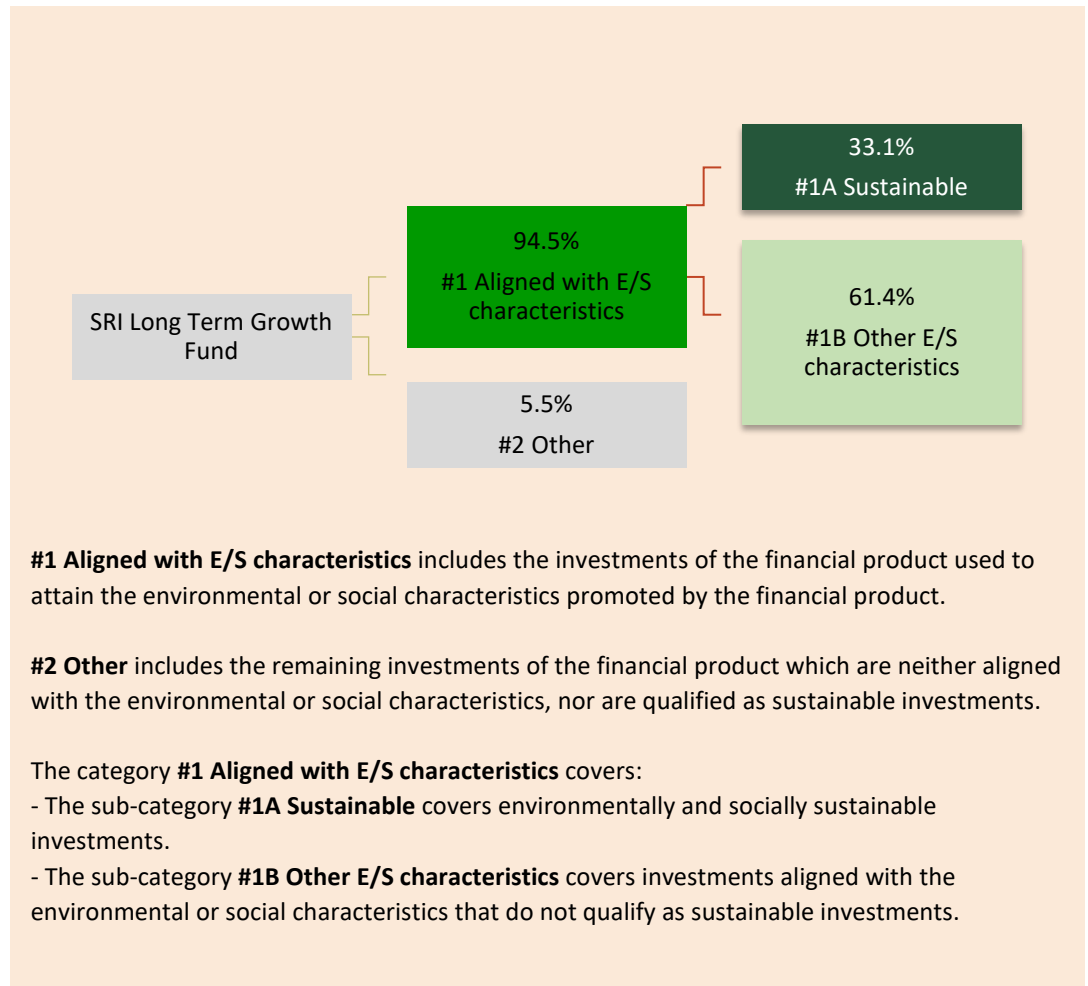 33.1%
#1A Sustainable
94.5%
#1 Aligned with E/S
characteristics
61.4%
#1B Other E/S
characteristics
SRI Long Term Growth
Fund
5.5%
#2 Other
#1 Aligned with E/S characteristics includes the investments of the financial product used to
attain the environmental or social characteristics promoted by the financial product.
#2 Other includes the remaining investments of the financial product which are neither aligned
with the environmental or social characteristics, nor are qualified as sustainable investments.
The category #1 Aligned with E/S characteristics covers:
- The sub-category #1A Sustainable covers environmentally and socially sustainable
investments.
- The sub-category #1B Other E/S characteristics covers investments aligned with the
environmental or social characteristics that do not qualify as sustainable investments.